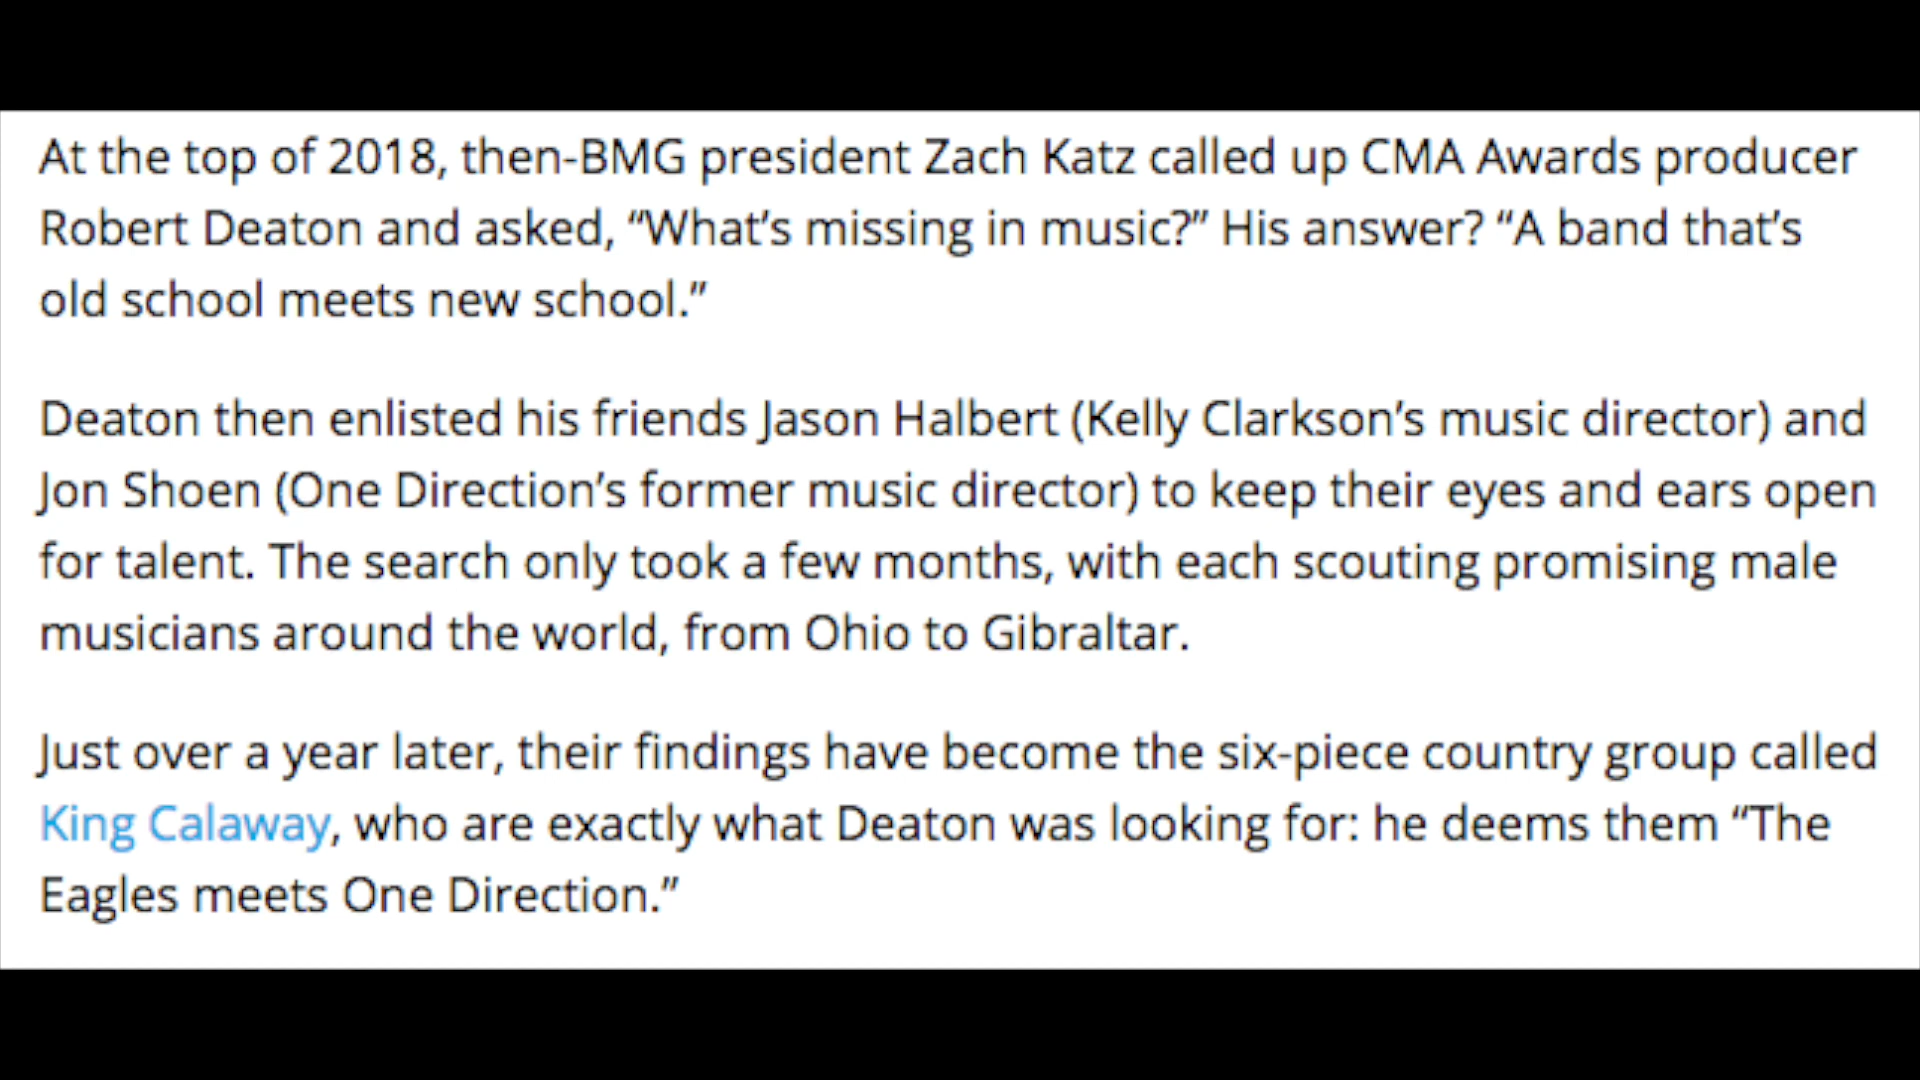 At the top of 2018, then-BMG president Zach Katz called up CMA Awards producer
Robert Deaton and asked, “What’s missing in music?” His answer? “A band that’s
old school meets new school.”
Deaton then enlisted his friends Jason Halbert (Kelly Clarkson’s music director) and
Jon Shoen (One Direction’s former music director) to keep their eyes and ears open
for talent. The search only took a few months, with each scouting promising male
musicians around the world, from Ohio to Gibraltar.
Just over a year later, their findings have become the six-piece country group called
King Calaway, who are exactly what Deaton was looking for: he deems them “The
Eagles meets One Direction.”